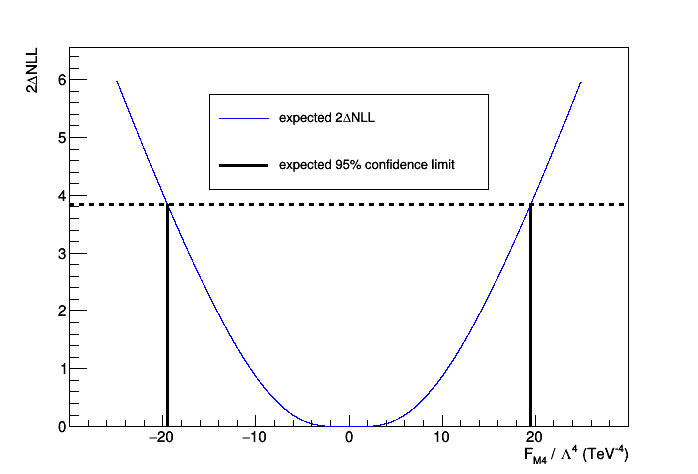 2ΔNLL
6
5
4
3
2
1
0
expected 2ΔNLL
expected 95% confidence limit
−20 −10 0 10 20
F_M4 / Λ^4 (TeV^-4)